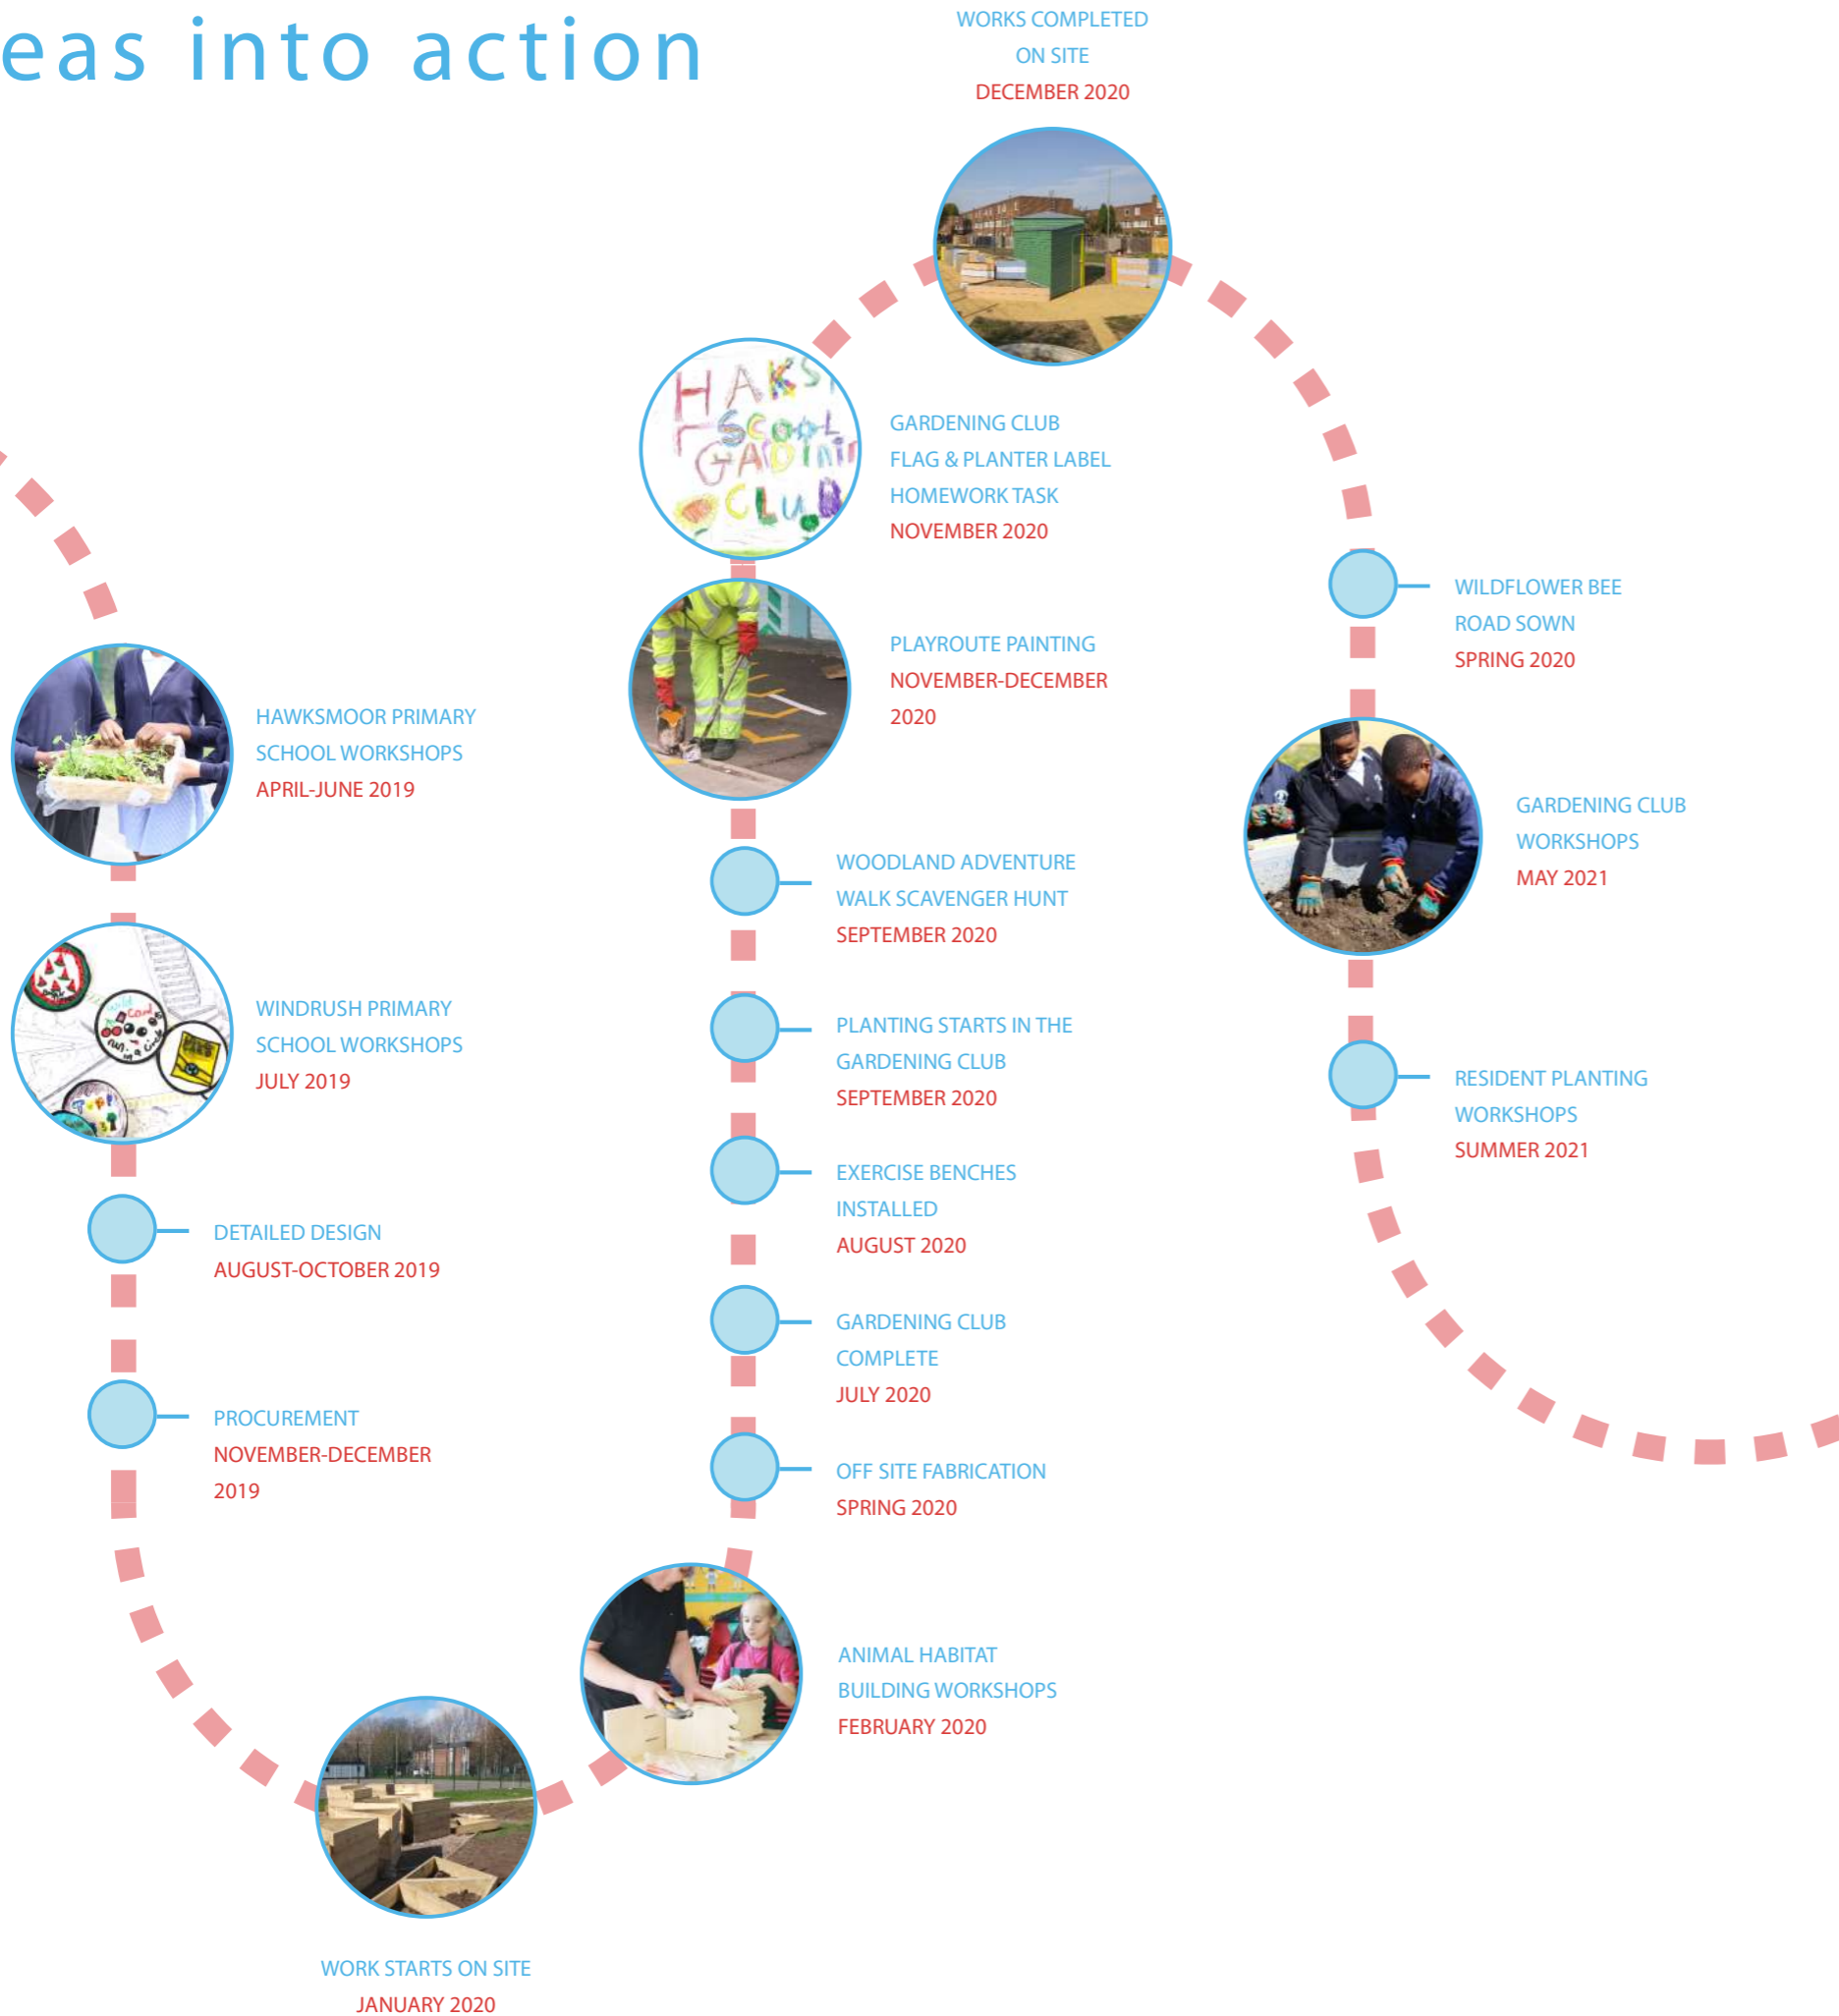 eas into action
HAWKSMOOR PRIMARY
SCHOOL WORKSHOPS
APRIL-JUNE 2019
WINDRUSH PRIMARY
SCHOOL WORKSHOPS
JULY 2019
DETAILED DESIGN
AUGUST-OCTOBER 2019
PROCUREMENT
NOVEMBER-DECEMBER
2019
WORK STARTS ON SITE
JANUARY 2020
ANIMAL HABITAT
BUILDING WORKSHOPS
FEBRUARY 2020
OFF SITE FABRICATION
SPRING 2020
GARDENING CLUB
COMPLETE
JULY 2020
EXERCISE BENCHES
INSTALLED
AUGUST 2020
PLANTING STARTS IN THE
GARDENING CLUB
SEPTEMBER 2020
WOODLAND ADVENTURE
WALK SCAVENGER HUNT
SEPTEMBER 2020
PLAYROUTE PAINTING
NOVEMBER-DECEMBER
2020
HAKS
SCOOL
GADINI
CLUB
GARDENING CLUB
FLAG & PLANTER LABEL
HOMEWORK TASK
NOVEMBER 2020
WORKS COMPLETED
ON SITE
DECEMBER 2020
WILDFLOWER BEE
ROAD SOWN
SPRING 2020
GARDENING CLUB
WORKSHOPS
MAY 2021
RESIDENT PLANTING
WORKSHOPS
SUMMER 2021